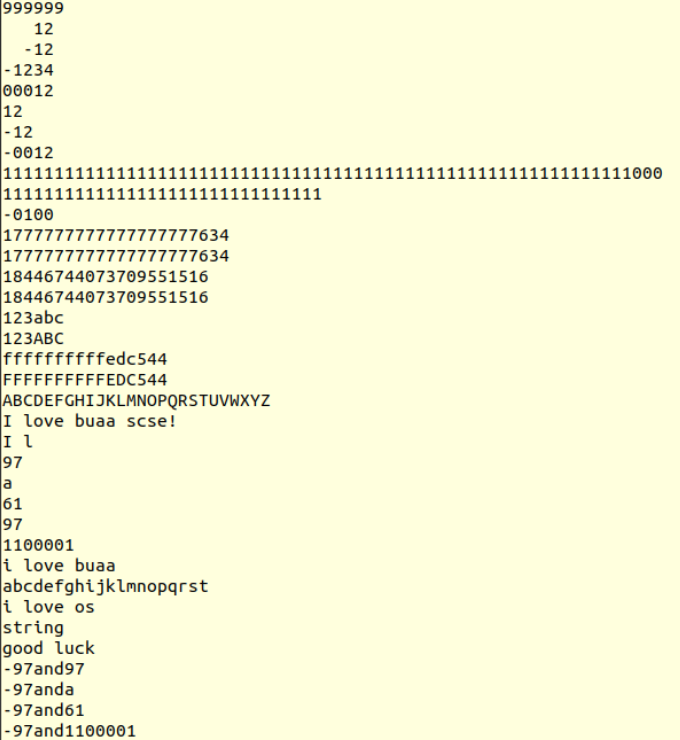 999999
   12
  -12
-1234
00012
12
-12
-0012
1111111111111111111111111111111111111111111111111111111111111000
1111111111111111111111111111111
-0100
1777777777777777777634
1777777777777777777634
18446744073709551516
18446744073709551516
123abc
123ABC
ffffffffffedc544
FFFFFFFFFFEDC544
ABCDEFGHIJKLMNOPQRSTUVWXYZ
I love buaa scse!
I l
97
a
61
97
1100001
i love buaa
abcdefghijklmnopqrst
i love os
string
good luck
-97and97
-97anda
-97and61
-97and1100001